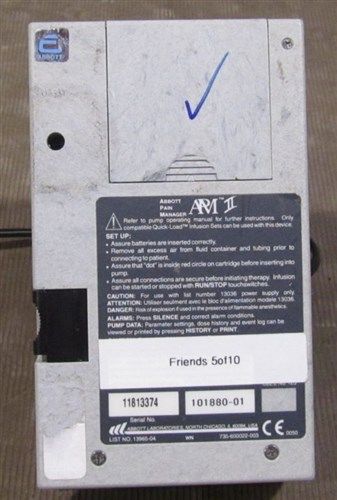 ABBOTT
ABBOTT
PAIN
MANAGER
APM™ II
Refer to pump operating manual for further instructions. Only
compatible Quick-Load™ Infusion Sets can be used with this device.
SET UP:
• Assure batteries are inserted correctly.
• Remove all excess air from fluid container and tubing prior to
connecting to patient.
• Assure that "dot" is inside red circle on cartridge before inserting into
pump.
• Assure all connections are secure before initiating therapy. Infusion
can be started or stopped with RUN/STOP touchswitches.
CAUTION: For use with list number 13036 power supply only
ATTENTION: Utiliser seulement avec le bloc d'alimentation modele 13036
DANGER: Risk of explosion if used in the presence of flammable anesthetics.
ALARMS: Press SILENCE and correct alarm conditions.
PUMP DATA: Parameter settings, dose history and event log can be
viewed or printed by pressing HISTORY or PRINT.
Friends 5of10
11813374
101880-01
Serial No.
ABBOTT LABORATORIES, NORTH CHICAGO, IL 60064, USA
LIST NO. 13965-04 WN 735-600022-003
CE 0050